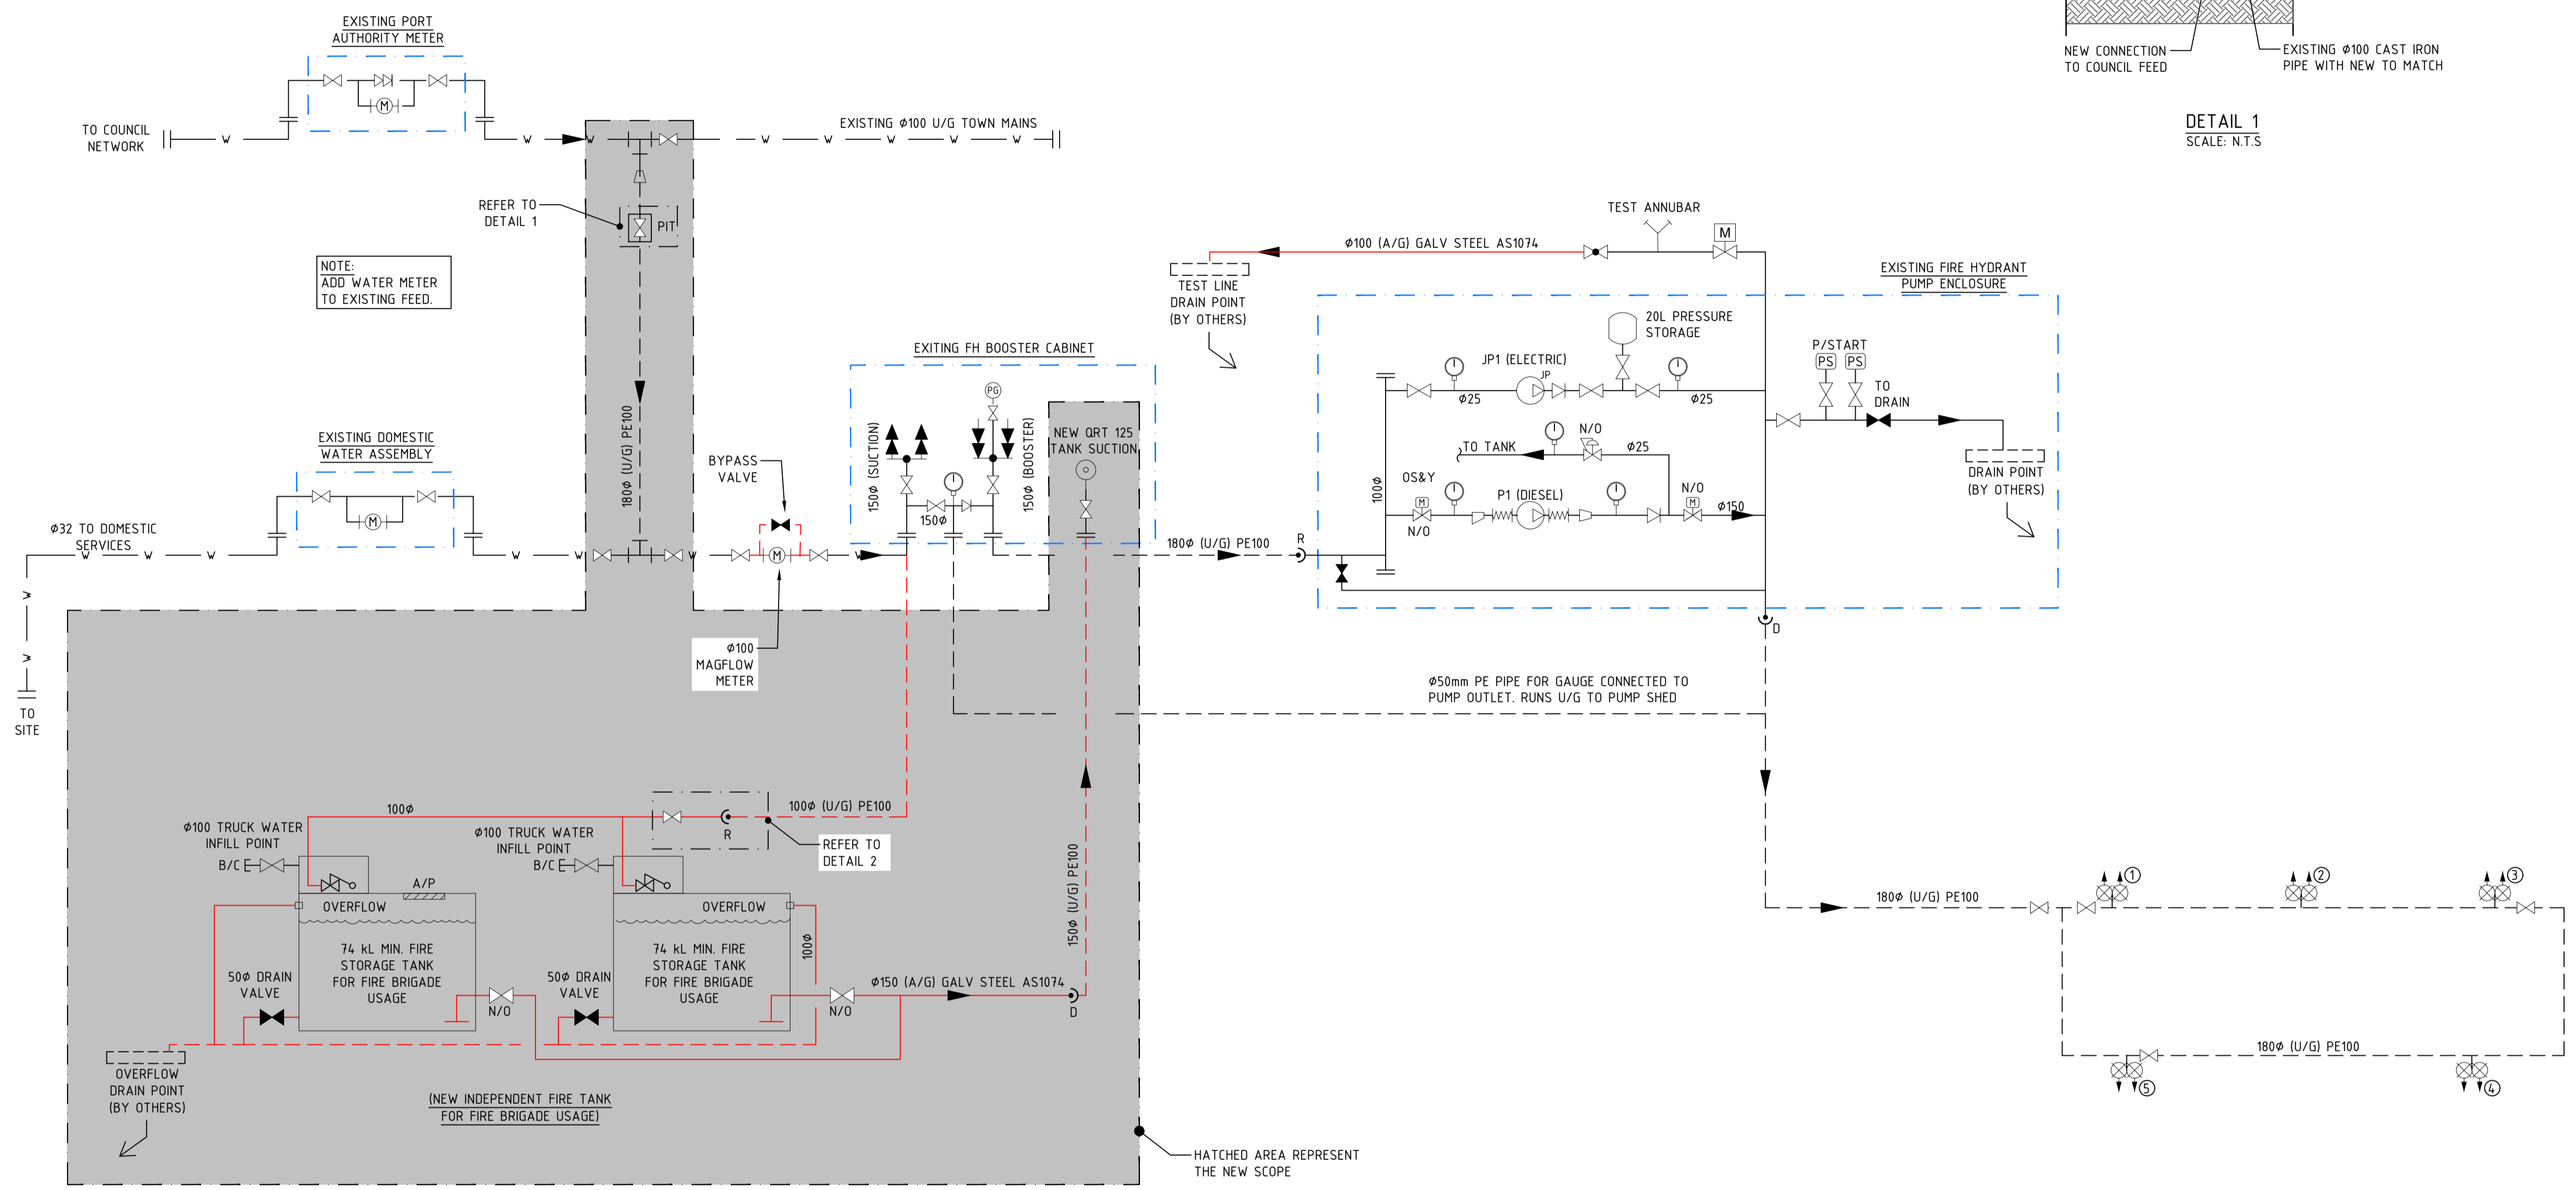 EXISTING PORT
AUTHORITY METER
M
TO COUNCIL
NETWORK
W
W
W
EXISTING Ø100 U/G TOWN MAINS
W
W
W
W
W
NEW CONNECTION
TO COUNCIL FEED
EXISTING Ø100 CAST IRON
PIPE WITH NEW TO MATCH
DETAIL 1
SCALE: N.T.S
REFER TO
DETAIL 1
PIT
NOTE:
ADD WATER METER
TO EXISTING FEED.
180Ø (U/G) PE100
TEST ANNUBAR
M
Ø100 (A/G) GALV STEEL AS1074
TEST LINE
DRAIN POINT
(BY OTHERS)
EXISTING FIRE HYDRANT
PUMP ENCLOSURE
20L PRESSURE
STORAGE
JP1 (ELECTRIC)
JP
Ø25
Ø25
P/START
PS
PS
TO
DRAIN
DRAIN POINT
(BY OTHERS)
TO TANK
N/O
Ø25
100Ø
OS&Y
M
N/O
P1 (DIESEL)
N/O
M
Ø150
EXITING FH BOOSTER CABINET
PG
150Ø (SUCTION)
150Ø
150Ø (BOOSTER)
NEW QRT 125
TANK SUCTION
BYPASS
VALVE
EXISTING DOMESTIC
WATER ASSEMBLY
M
Ø32 TO DOMESTIC
SERVICES
W
W
W
W
W
W
M
W
180Ø (U/G) PE100
R
W
W
TO
SITE
Ø100
MAGFLOW
METER
D
Ø50mm PE PIPE FOR GAUGE CONNECTED TO
PUMP OUTLET. RUNS U/G TO PUMP SHED
100Ø
100Ø (U/G) PE100
R
REFER TO
DETAIL 2
Ø100 TRUCK WATER
INFILL POINT
B/C
Ø100 TRUCK WATER
INFILL POINT
B/C
A/P
OVERFLOW
OVERFLOW
74 kL MIN. FIRE
STORAGE TANK
FOR FIRE BRIGADE
USAGE
74 kL MIN. FIRE
STORAGE TANK
FOR FIRE BRIGADE
USAGE
50Ø DRAIN
VALVE
50Ø DRAIN
VALVE
100Ø
N/O
N/O
Ø150 (A/G) GALV STEEL AS1074
D
150Ø (U/G) PE100
OVERFLOW
DRAIN POINT
(BY OTHERS)
(NEW INDEPENDENT FIRE TANK
FOR FIRE BRIGADE USAGE)
HATCHED AREA REPRESENT
THE NEW SCOPE
180Ø (U/G) PE100
1
2
3
180Ø (U/G) PE100
5
4